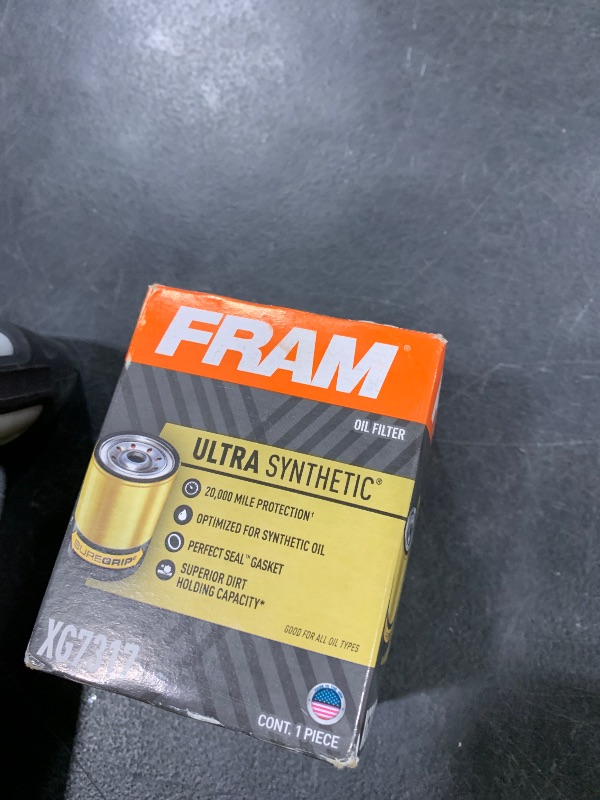 FRAM®
OIL FILTER
ULTRA SYNTHETIC®
20,000 MILE PROTECTION†
OPTIMIZED FOR SYNTHETIC OIL
PERFECT SEAL™ GASKET
SUPERIOR DIRT
HOLDING CAPACITY*
SUREGRIP®
GOOD FOR ALL OIL TYPES
XG7317
CONT. 1 PIECE